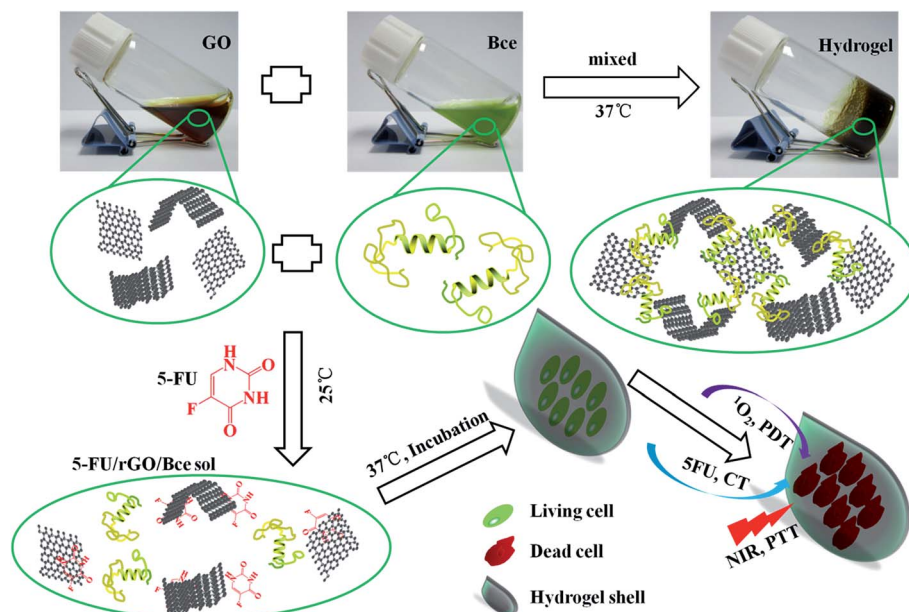 GO
Bce
Hydrogel
mixed
37℃
5-FU
H
N
O
NH
F
O
25℃
5-FU/rGO/Bce sol
37℃, Incubation
¹O₂, PDT
5FU, CT
NIR, PTT
Living cell
Dead cell
Hydrogel shell